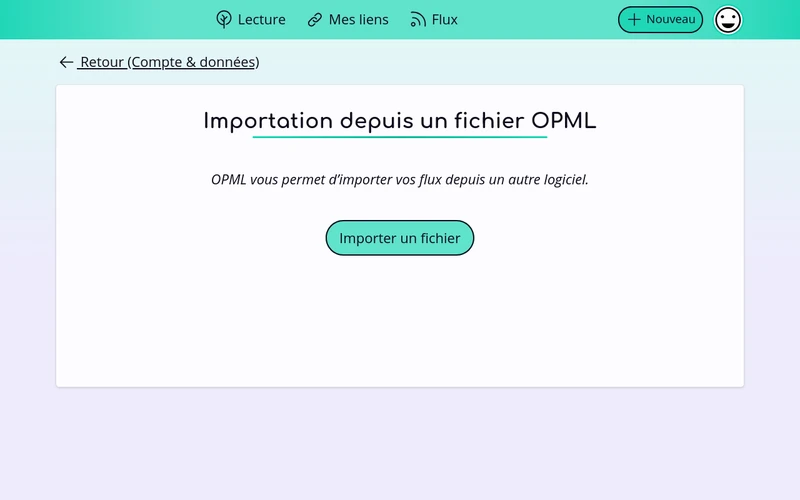 Lecture Mes liens Flux Nouveau
Retour (Compte & données)
Importation depuis un fichier OPML
OPML vous permet d’importer vos flux depuis un autre logiciel.
Importer un fichier